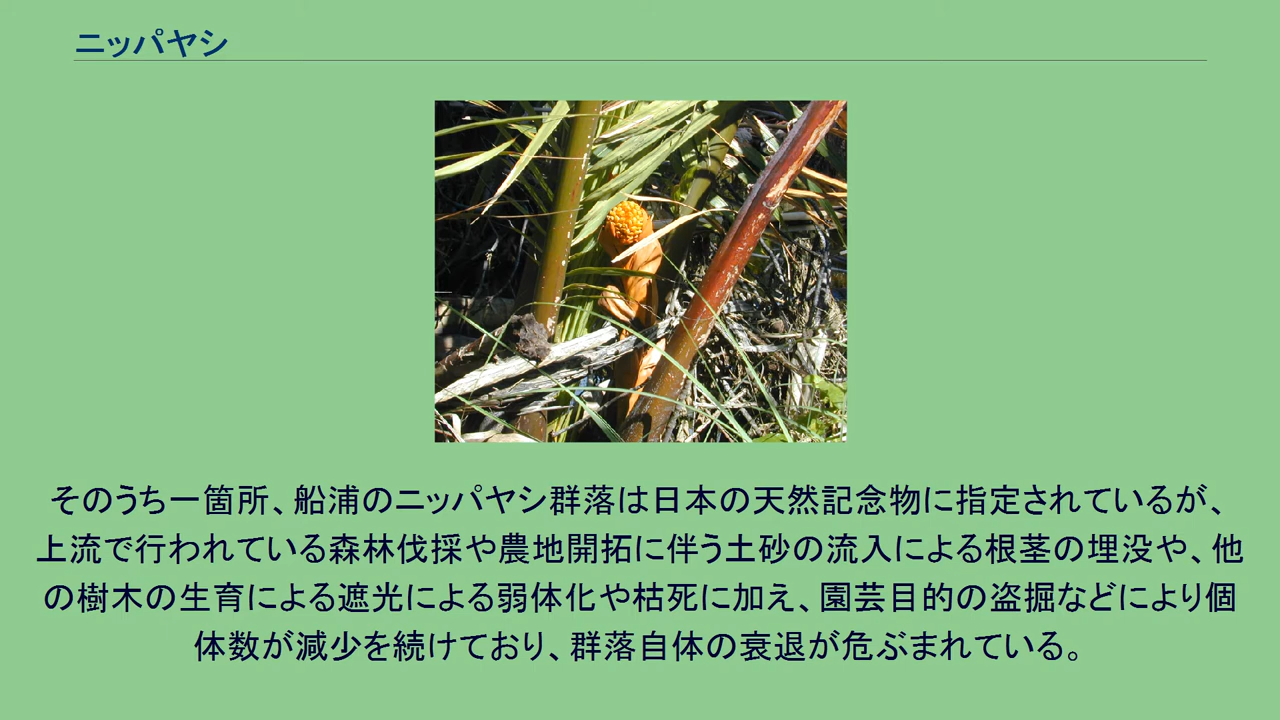 ニッパヤシ
そのうち一箇所、船浦のニッパヤシ群落は日本の天然記念物に指定されているが、
上流で行われている森林伐採や農地開拓に伴う土砂の流入による根茎の埋没や、他
の樹木の生育による遮光による弱体化や枯死に加え、園芸目的の盗掘などにより個
体数が減少を続けており、群落自体の衰退が危ぶまれている。